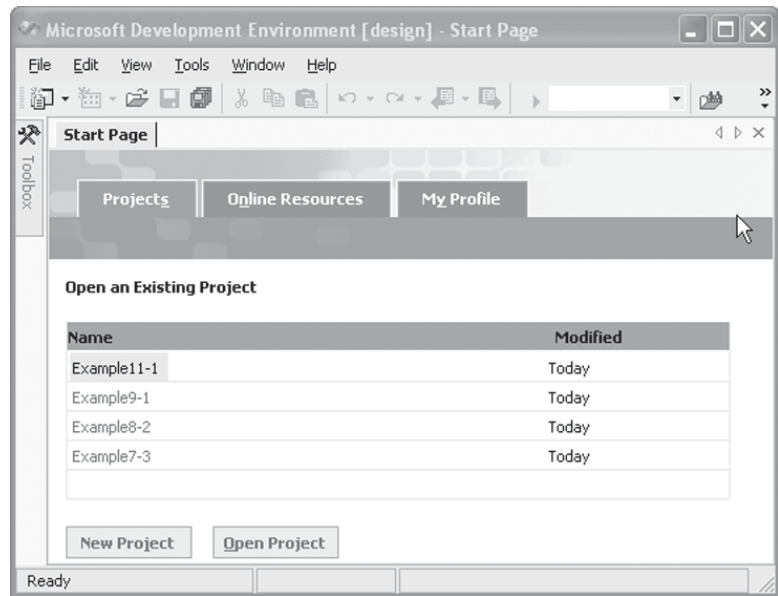 Microsoft Development Environment [design] - Start Page
File Edit View Tools Window Help
Toolbox
Start Page
Projects Online Resources My Profile
Open an Existing Project
Name Modified
Example11-1 Today
Example9-1 Today
Example8-2 Today
Example7-3 Today
New Project Open Project
Ready